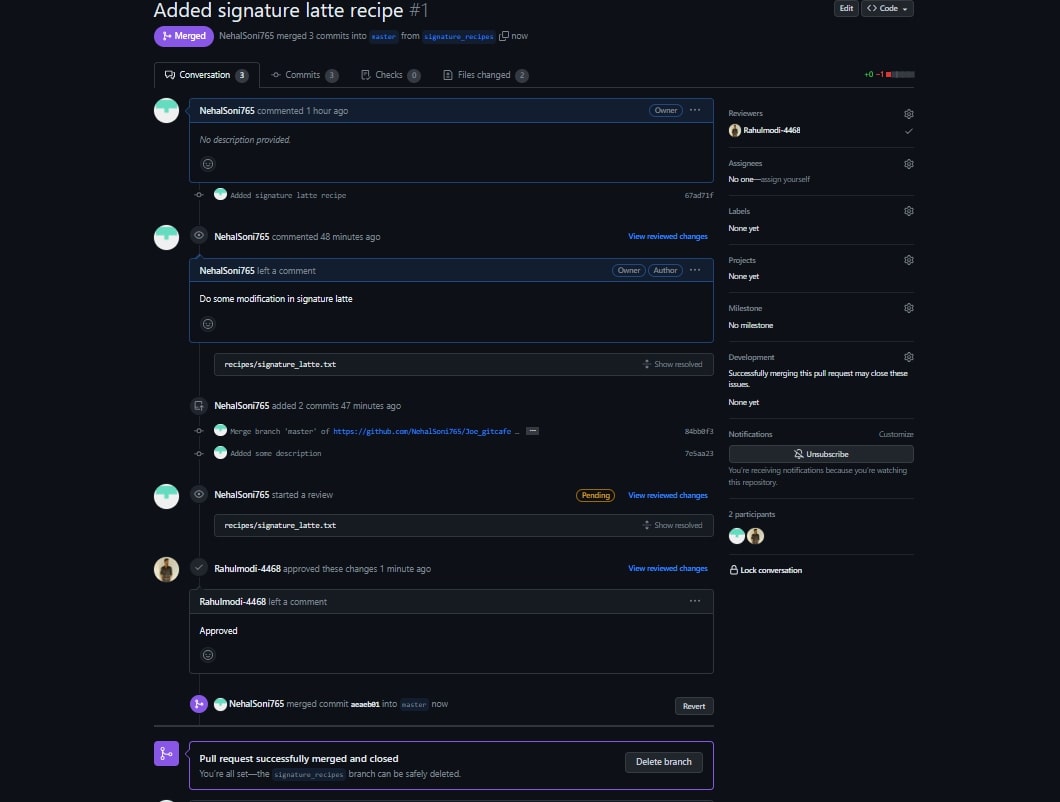 Added signature latte recipe #1
Edit
<> Code
Merged
NehalSoni765 merged 3 commits into master from signature_recipes now
Conversation 3
Commits 3
Checks 0
Files changed 2
+0 −1
NehalSoni765 commented 1 hour ago
Owner
No description provided.
Added signature latte recipe
67ad71f
NehalSoni765 commented 48 minutes ago
View reviewed changes
NehalSoni765 left a comment
Owner
Author
Do some modification in signature latte
recipes/signature_latte.txt
Show resolved
NehalSoni765 added 2 commits 47 minutes ago
Merge branch 'master' of https://github.com/NehalSoni765/Joe_gitcafe …
84bb0f3
Added some description
7e5aa23
NehalSoni765 started a review
Pending
View reviewed changes
recipes/signature_latte.txt
Show resolved
Rahulmodi-4468 approved these changes 1 minute ago
View reviewed changes
Rahulmodi-4468 left a comment
Approved
NehalSoni765 merged commit aeaeb01 into master now
Revert
Pull request successfully merged and closed
You're all set—the signature_recipes branch can be safely deleted.
Delete branch
Reviewers
Rahulmodi-4468
Assignees
No one—assign yourself
Labels
None yet
Projects
None yet
Milestone
No milestone
Development
Successfully merging this pull request may close these
issues.
None yet
Notifications
Customize
Unsubscribe
You're receiving notifications because you're watching
this repository.
2 participants
Lock conversation